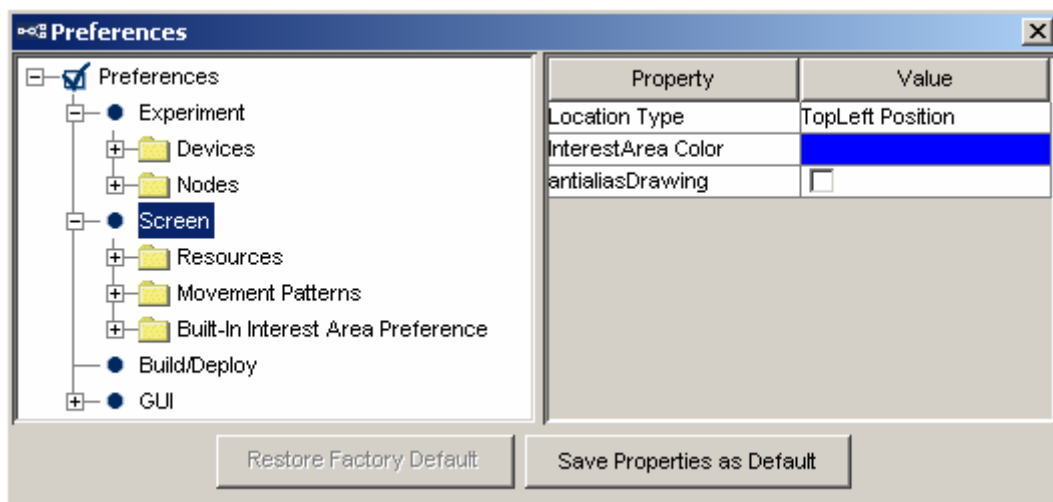 Preferences
Preferences
Experiment
Devices
Nodes
Screen
Resources
Movement Patterns
Built-In Interest Area Preference
Build/Deploy
GUI
Property Value
Location Type TopLeft Position
InterestArea Color
antialiasDrawing
Restore Factory Default Save Properties as Default